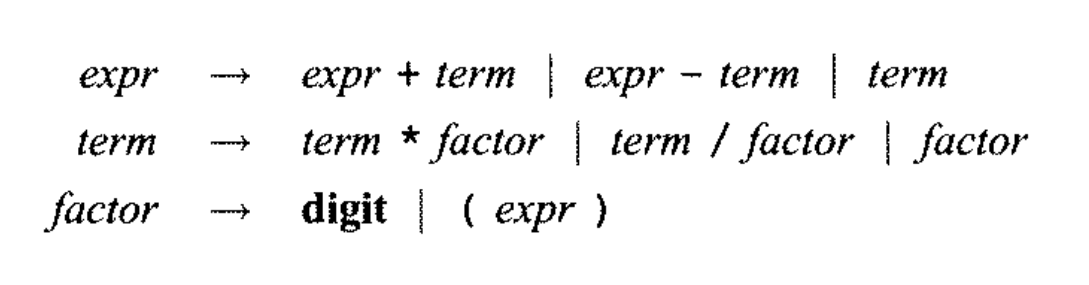 expr → expr + term | expr - term | term
term → term * factor | term / factor | factor
factor → digit | ( expr )